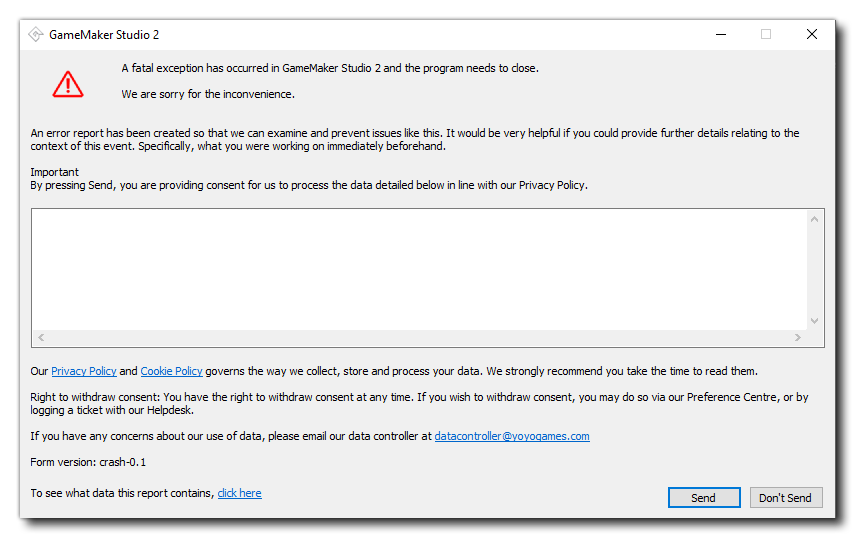 GameMaker Studio 2
A fatal exception has occurred in GameMaker Studio 2 and the program needs to close.
We are sorry for the inconvenience.
An error report has been created so that we can examine and prevent issues like this. It would be very helpful if you could provide further details relating to the
context of this event. Specifically, what you were working on immediately beforehand.
Important
By pressing Send, you are providing consent for us to process the data detailed below in line with our Privacy Policy.
Our Privacy Policy and Cookie Policy governs the way we collect, store and process your data. We strongly recommend you take the time to read them.
Right to withdraw consent: You have the right to withdraw consent at any time. If you wish to withdraw consent, you may do so via our Preference Centre, or by
logging a ticket with our Helpdesk.
If you have any concerns about our use of data, please email our data controller at datacontroller@yoyogames.com
Form version: crash-0.1
To see what data this report contains, click here
Send
Don't Send